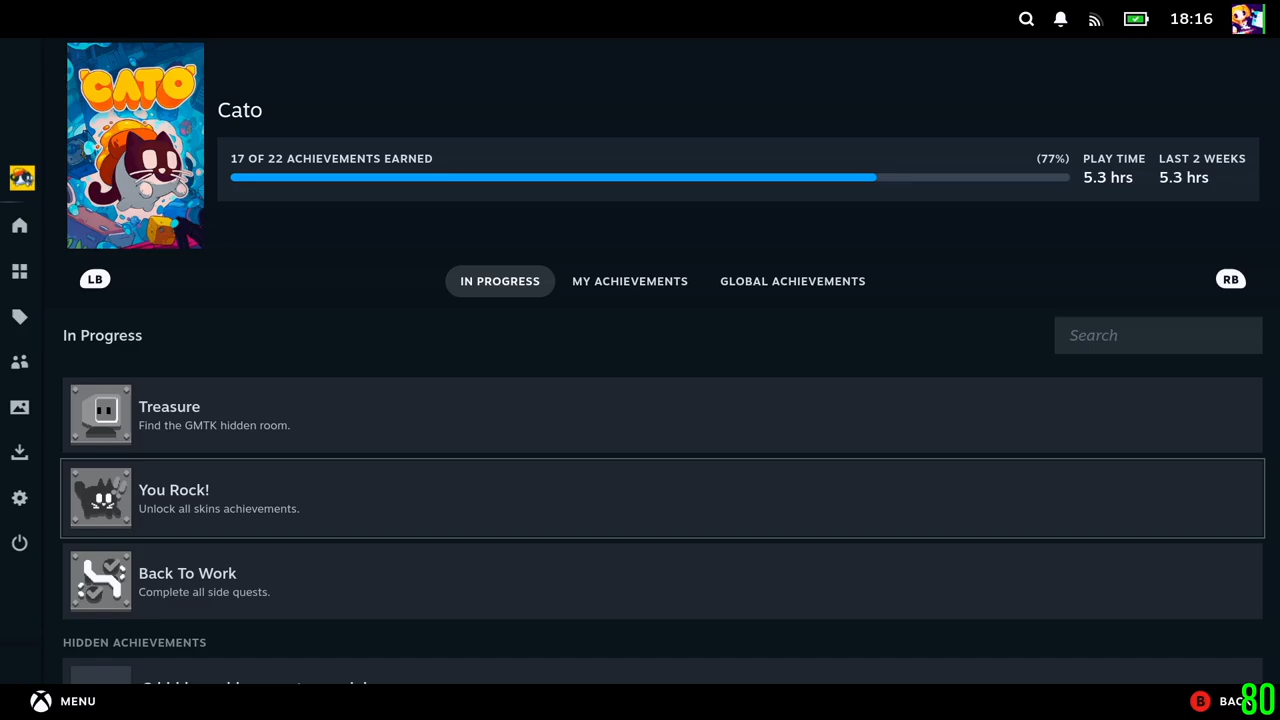 18:16
CATO
Cato
17 OF 22 ACHIEVEMENTS EARNED (77%) PLAY TIME LAST 2 WEEKS
5.3 hrs 5.3 hrs
LB IN PROGRESS MY ACHIEVEMENTS GLOBAL ACHIEVEMENTS RB
In Progress Search
Treasure
Find the GMTK hidden room.
You Rock!
Unlock all skins achievements.
Back To Work
Complete all side quests.
HIDDEN ACHIEVEMENTS
MENU B 80